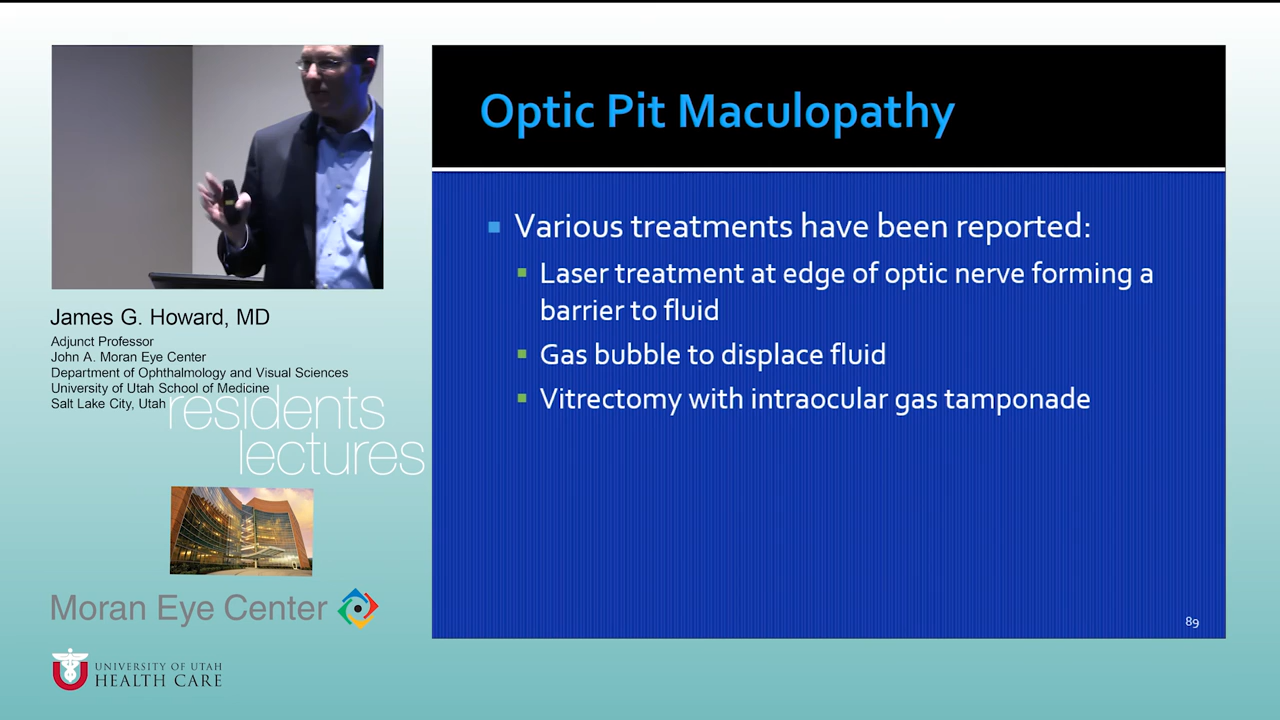 Optic Pit Maculopathy
Various treatments have been reported:
Laser treatment at edge of optic nerve forming a
barrier to fluid
Gas bubble to displace fluid
Vitrectomy with intraocular gas tamponade
89
James G. Howard, MD
Adjunct Professor
John A. Moran Eye Center
Department of Ophthalmology and Visual Sciences
University of Utah School of Medicine
Salt Lake City, Utah
residents
lectures
Moran Eye Center
UNIVERSITY OF UTAH
HEALTH CARE